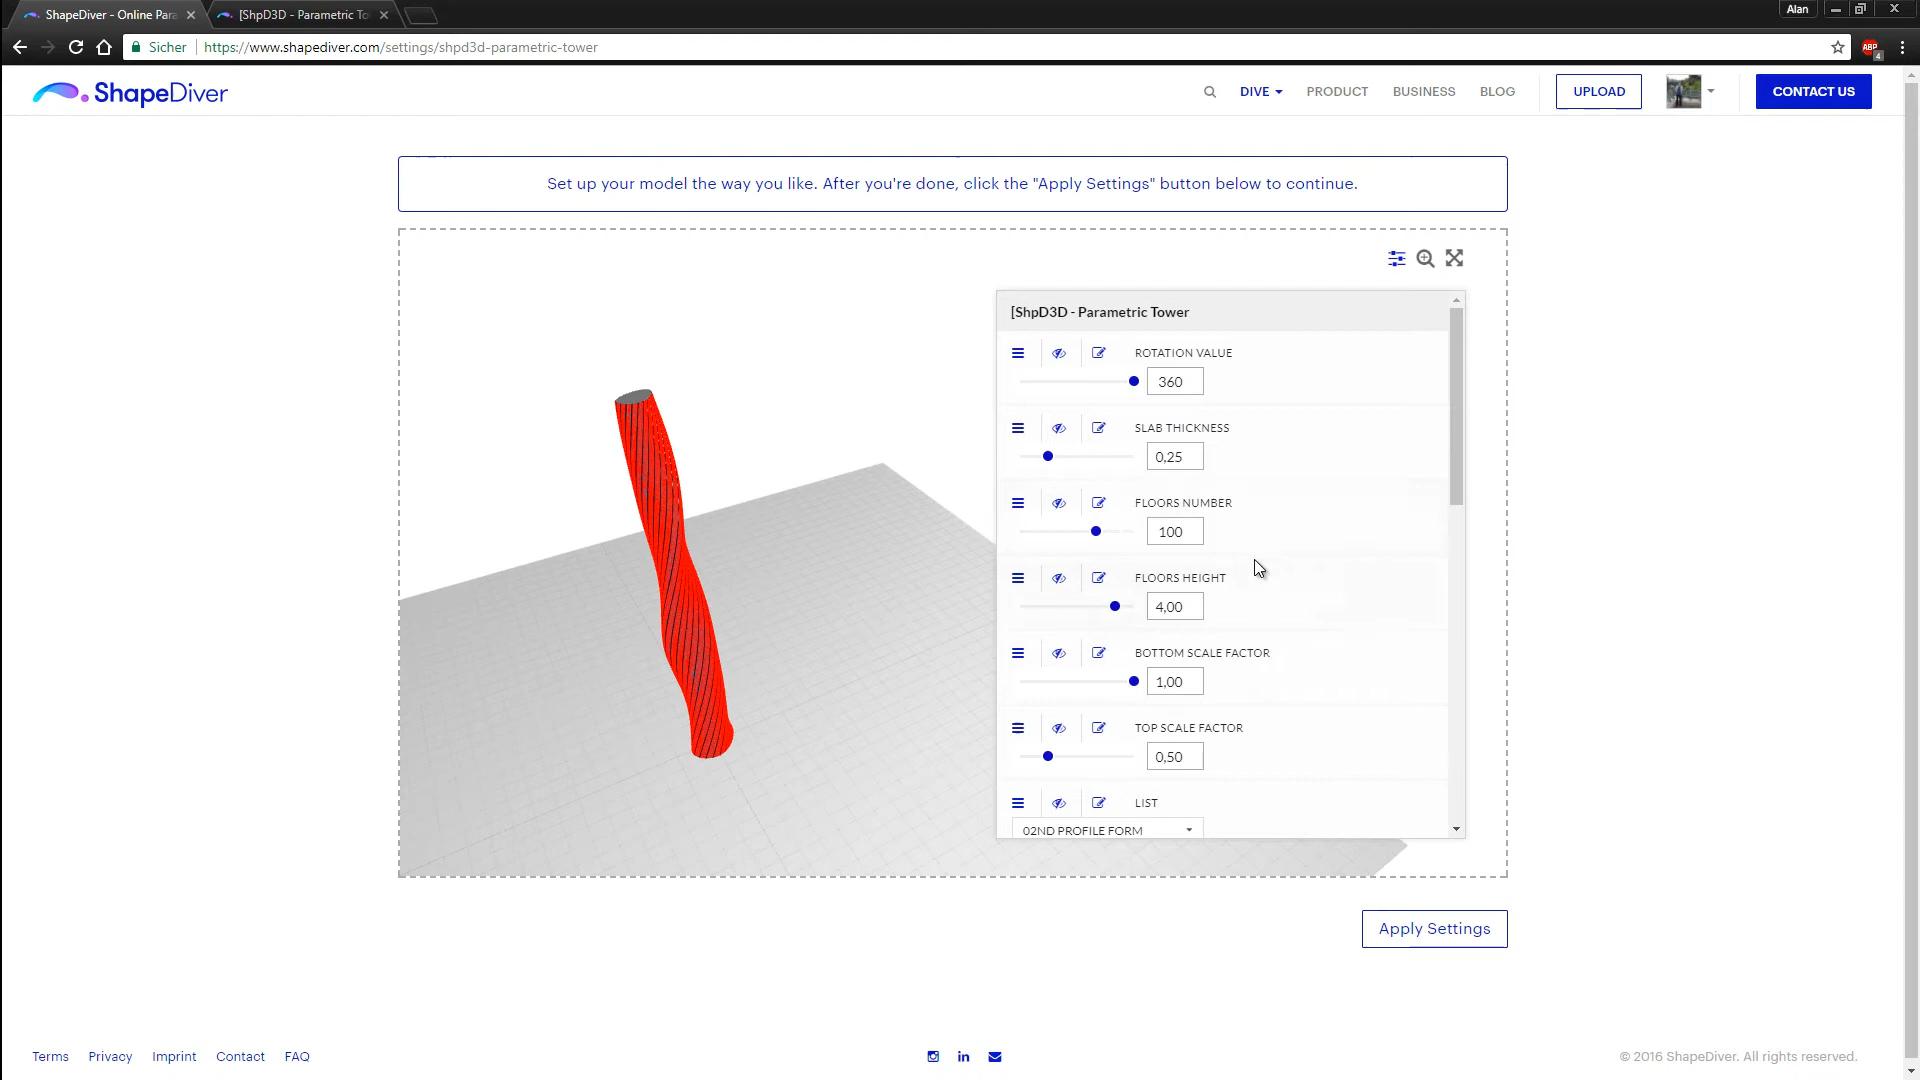 ShapeDiver - Online Para
[ShpD3D - Parametric To
Alan
Sicher
https://www.shapediver.com/settings/shpd3d-parametric-tower
ABP
4
ShapeDiver
DIVE
PRODUCT
BUSINESS
BLOG
UPLOAD
CONTACT US
Set up your model the way you like. After you're done, click the "Apply Settings" button below to continue.
[ShpD3D - Parametric Tower
ROTATION VALUE
360
SLAB THICKNESS
0,25
FLOORS NUMBER
100
FLOORS HEIGHT
4,00
BOTTOM SCALE FACTOR
1,00
TOP SCALE FACTOR
0,50
LIST
02ND PROFILE FORM
Apply Settings
Terms
Privacy
Imprint
Contact
FAQ
in
© 2016 ShapeDiver. All rights reserved.